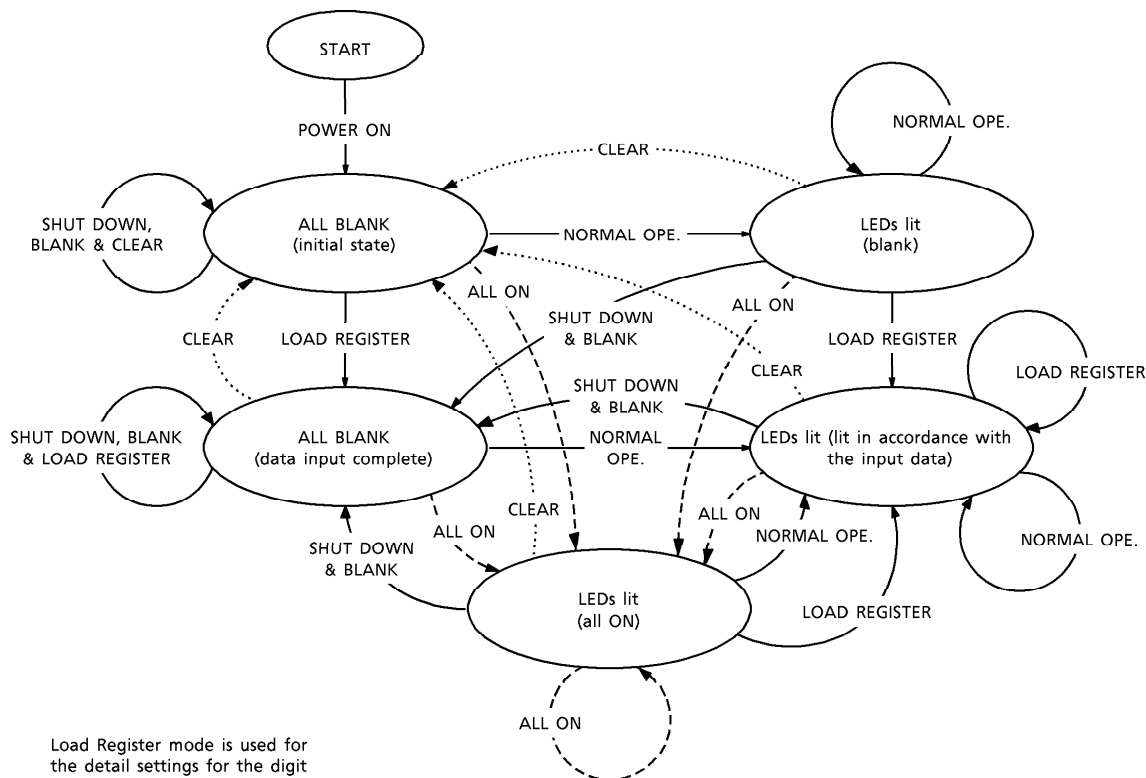 START
POWER ON
NORMAL OPE.
CLEAR
SHUT DOWN,
BLANK & CLEAR
ALL BLANK
(initial state)
NORMAL OPE.
LEDs lit
(blank)
ALL ON
ALL ON
SHUT DOWN
& BLANK
CLEAR
LOAD REGISTER
LOAD REGISTER
CLEAR
LOAD REGISTER
SHUT DOWN
& BLANK
SHUT DOWN, BLANK
& LOAD REGISTER
ALL BLANK
(data input complete)
NORMAL
OPE.
LEDs lit (lit in accordance with
the input data)
CLEAR
ALL ON
ALL ON
NORMAL OPE.
NORMAL OPE.
SHUT DOWN
& BLANK
LEDs lit
(all ON)
LOAD REGISTER
ALL ON
Load Register mode is used for
the detail settings for the digit